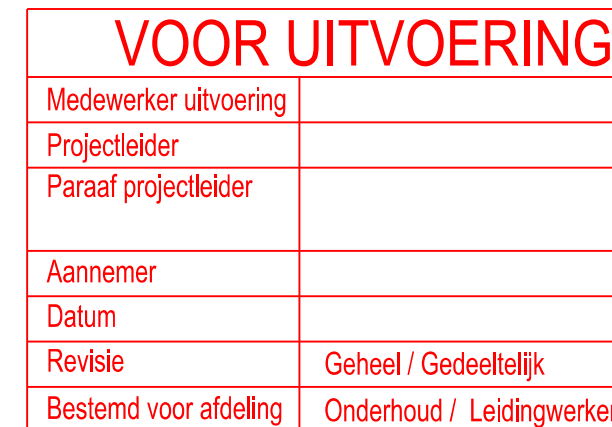 VOOR UITVOERING
Medewerker uitvoering
Projectleider
Paraaf projectleider
Aannemer
Datum
Revisie Geheel / Gedeeltelijk
Bestemd voor afdeling Onderhoud / Leidingwerken